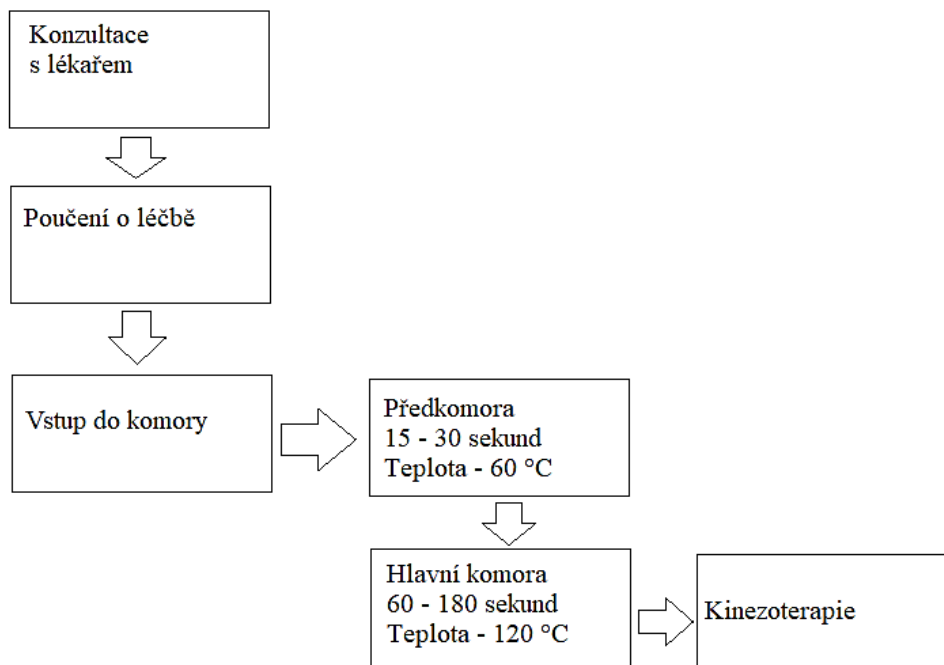 Konzultace
s lékařem
Poučení o léčbě
Vstup do komory
Předkomora
15 - 30 sekund
Teplota - 60 °C
Hlavní komora
60 - 180 sekund
Teplota - 120 °C
Kinezoterapie